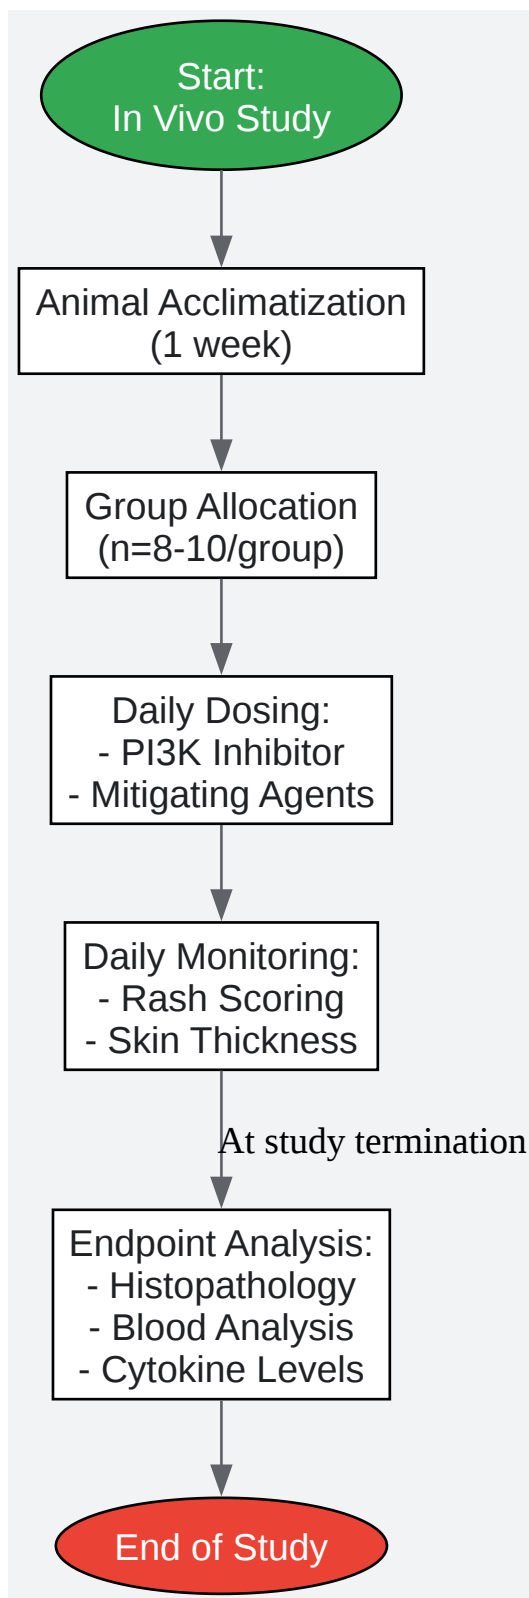 Start:
In Vivo Study
Animal Acclimatization
(1 week)
Group Allocation
(n=8-10/group)
Daily Dosing:
- PI3K Inhibitor
- Mitigating Agents
Daily Monitoring:
- Rash Scoring
- Skin Thickness
At study termination
Endpoint Analysis:
- Histopathology
- Blood Analysis
- Cytokine Levels
End of Study